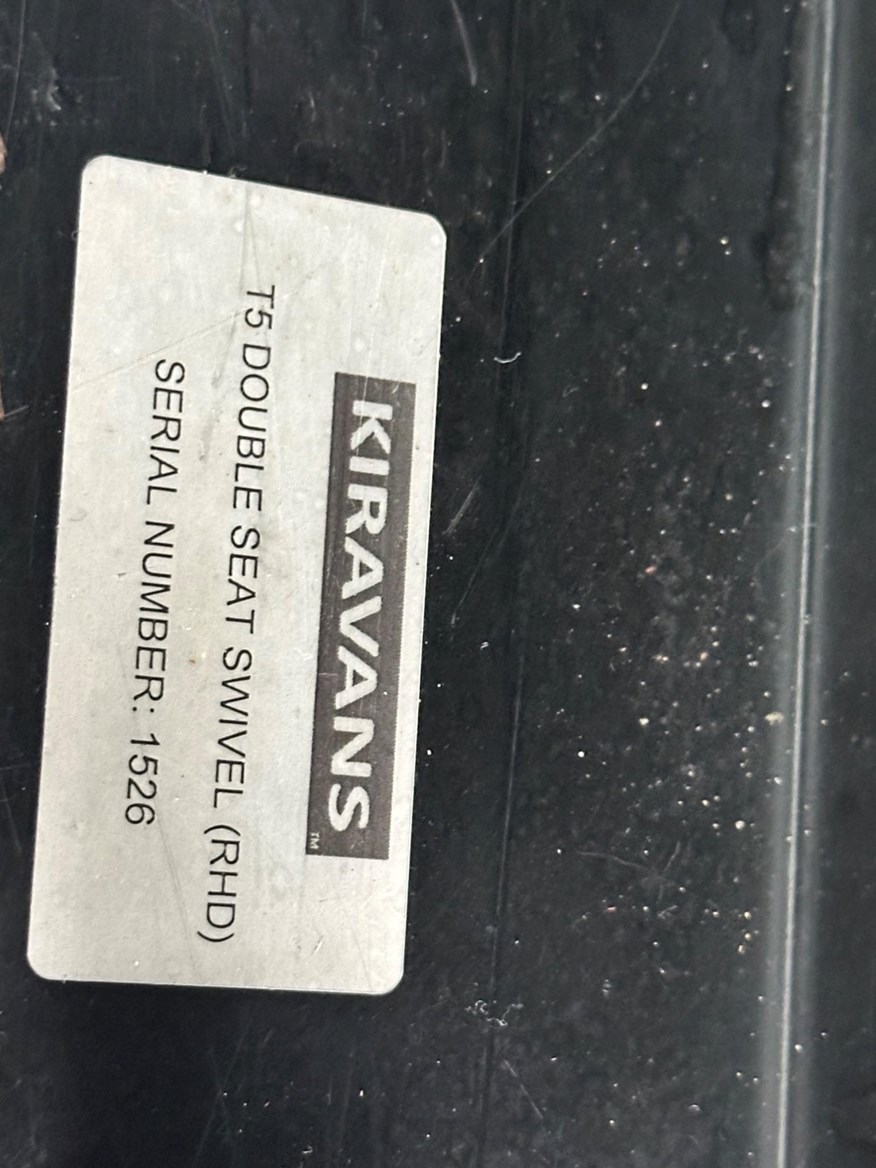 KIRAVANS™
T5 DOUBLE SEAT SWIVEL (RHD)
SERIAL NUMBER: 1526